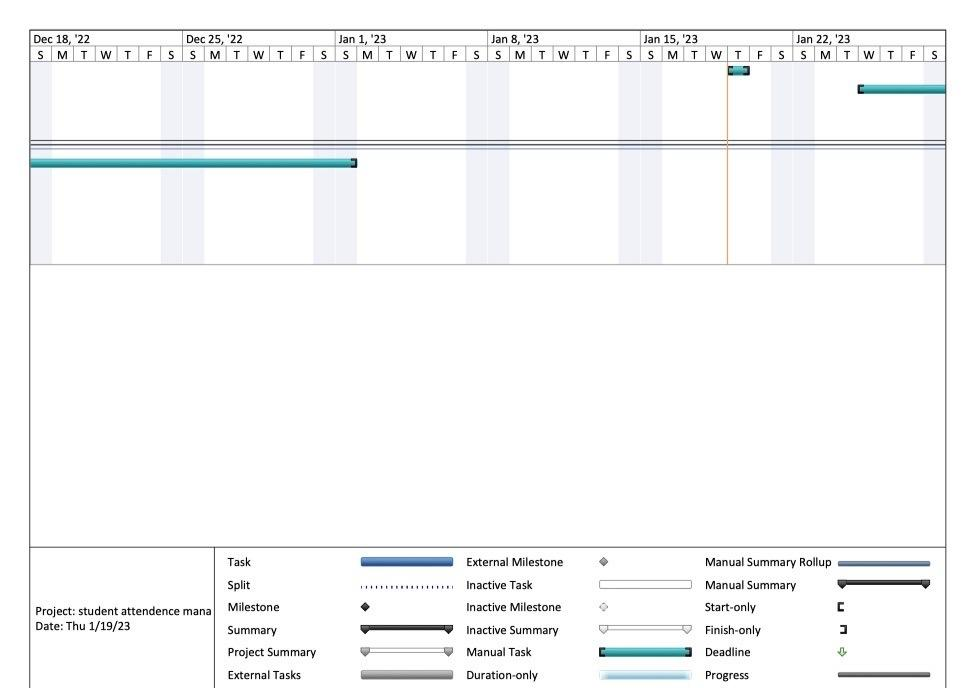 Dec 18, '22 Dec 25, '22 Jan 1, '23 Jan 8, '23 Jan 15, '23 Jan 22, '23
S M T W T F S S M T W T F S S M T W T F S S M T W T F S S M T W T F S S M T W T F S
Task External Milestone Manual Summary Rollup
Split Inactive Task Manual Summary
Milestone Inactive Milestone Start-only
Summary Inactive Summary Finish-only
Project Summary Manual Task Deadline
External Tasks Duration-only Progress
Project: student attendence mana
Date: Thu 1/19/23